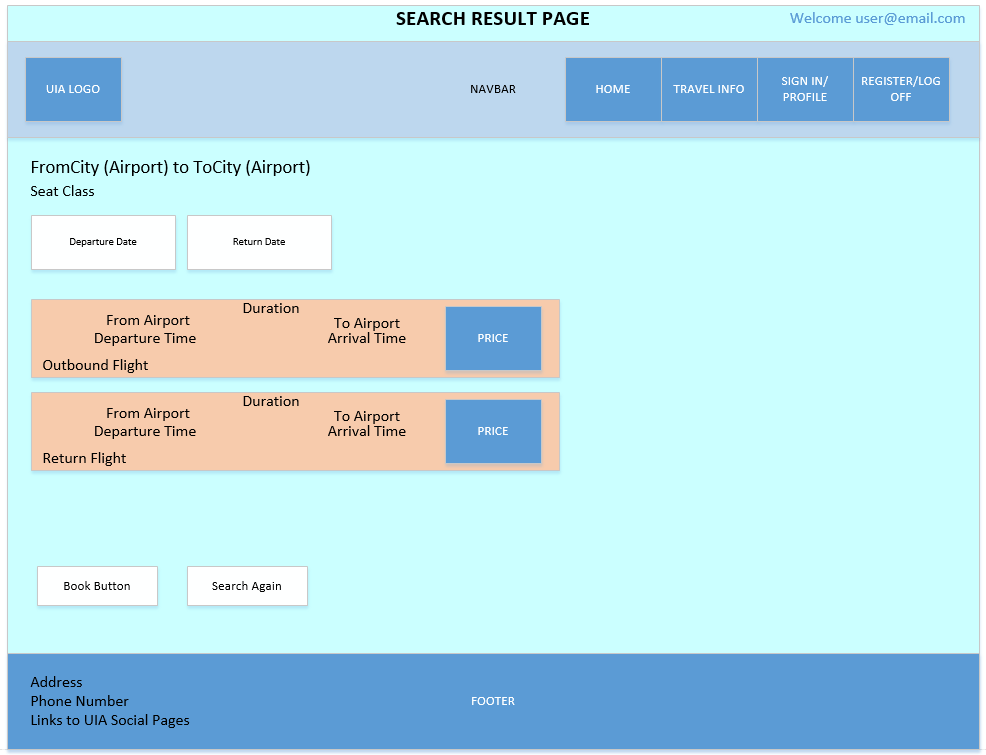 SEARCH RESULT PAGE
Welcome user@email.com
UIA LOGO
NAVBAR
HOME
TRAVEL INFO
SIGN IN/
PROFILE
REGISTER/LOG
OFF
FromCity (Airport) to ToCity (Airport)
Seat Class
Departure Date
Return Date
Duration
From Airport
Departure Time
To Airport
Arrival Time
PRICE
Outbound Flight
Duration
From Airport
Departure Time
To Airport
Arrival Time
PRICE
Return Flight
Book Button
Search Again
Address
Phone Number
Links to UIA Social Pages
FOOTER